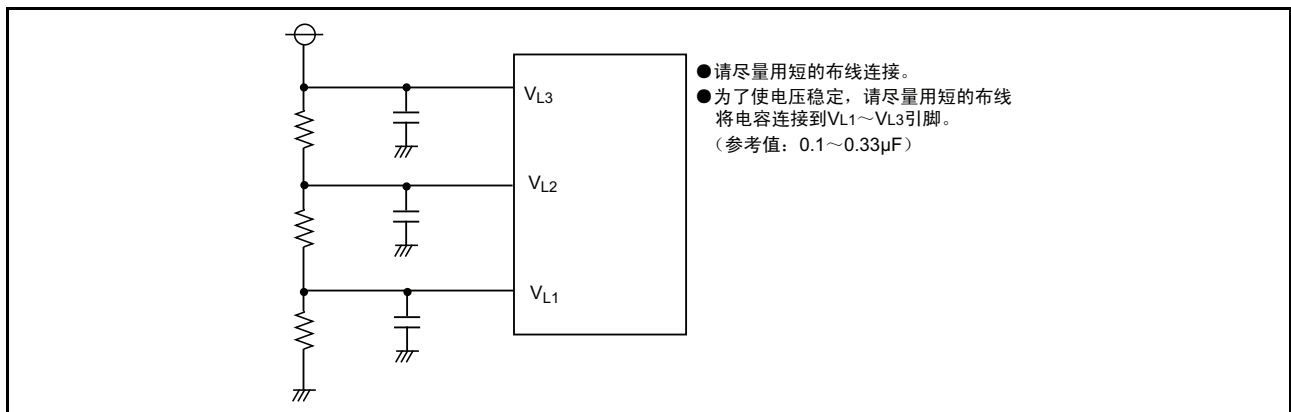 VL3
●请尽量用短的布线连接。
●为了使电压稳定，请尽量用短的布线
将电容连接到VL1～VL3引脚。
（参考值：0.1～0.33μF）
VL2
VL1